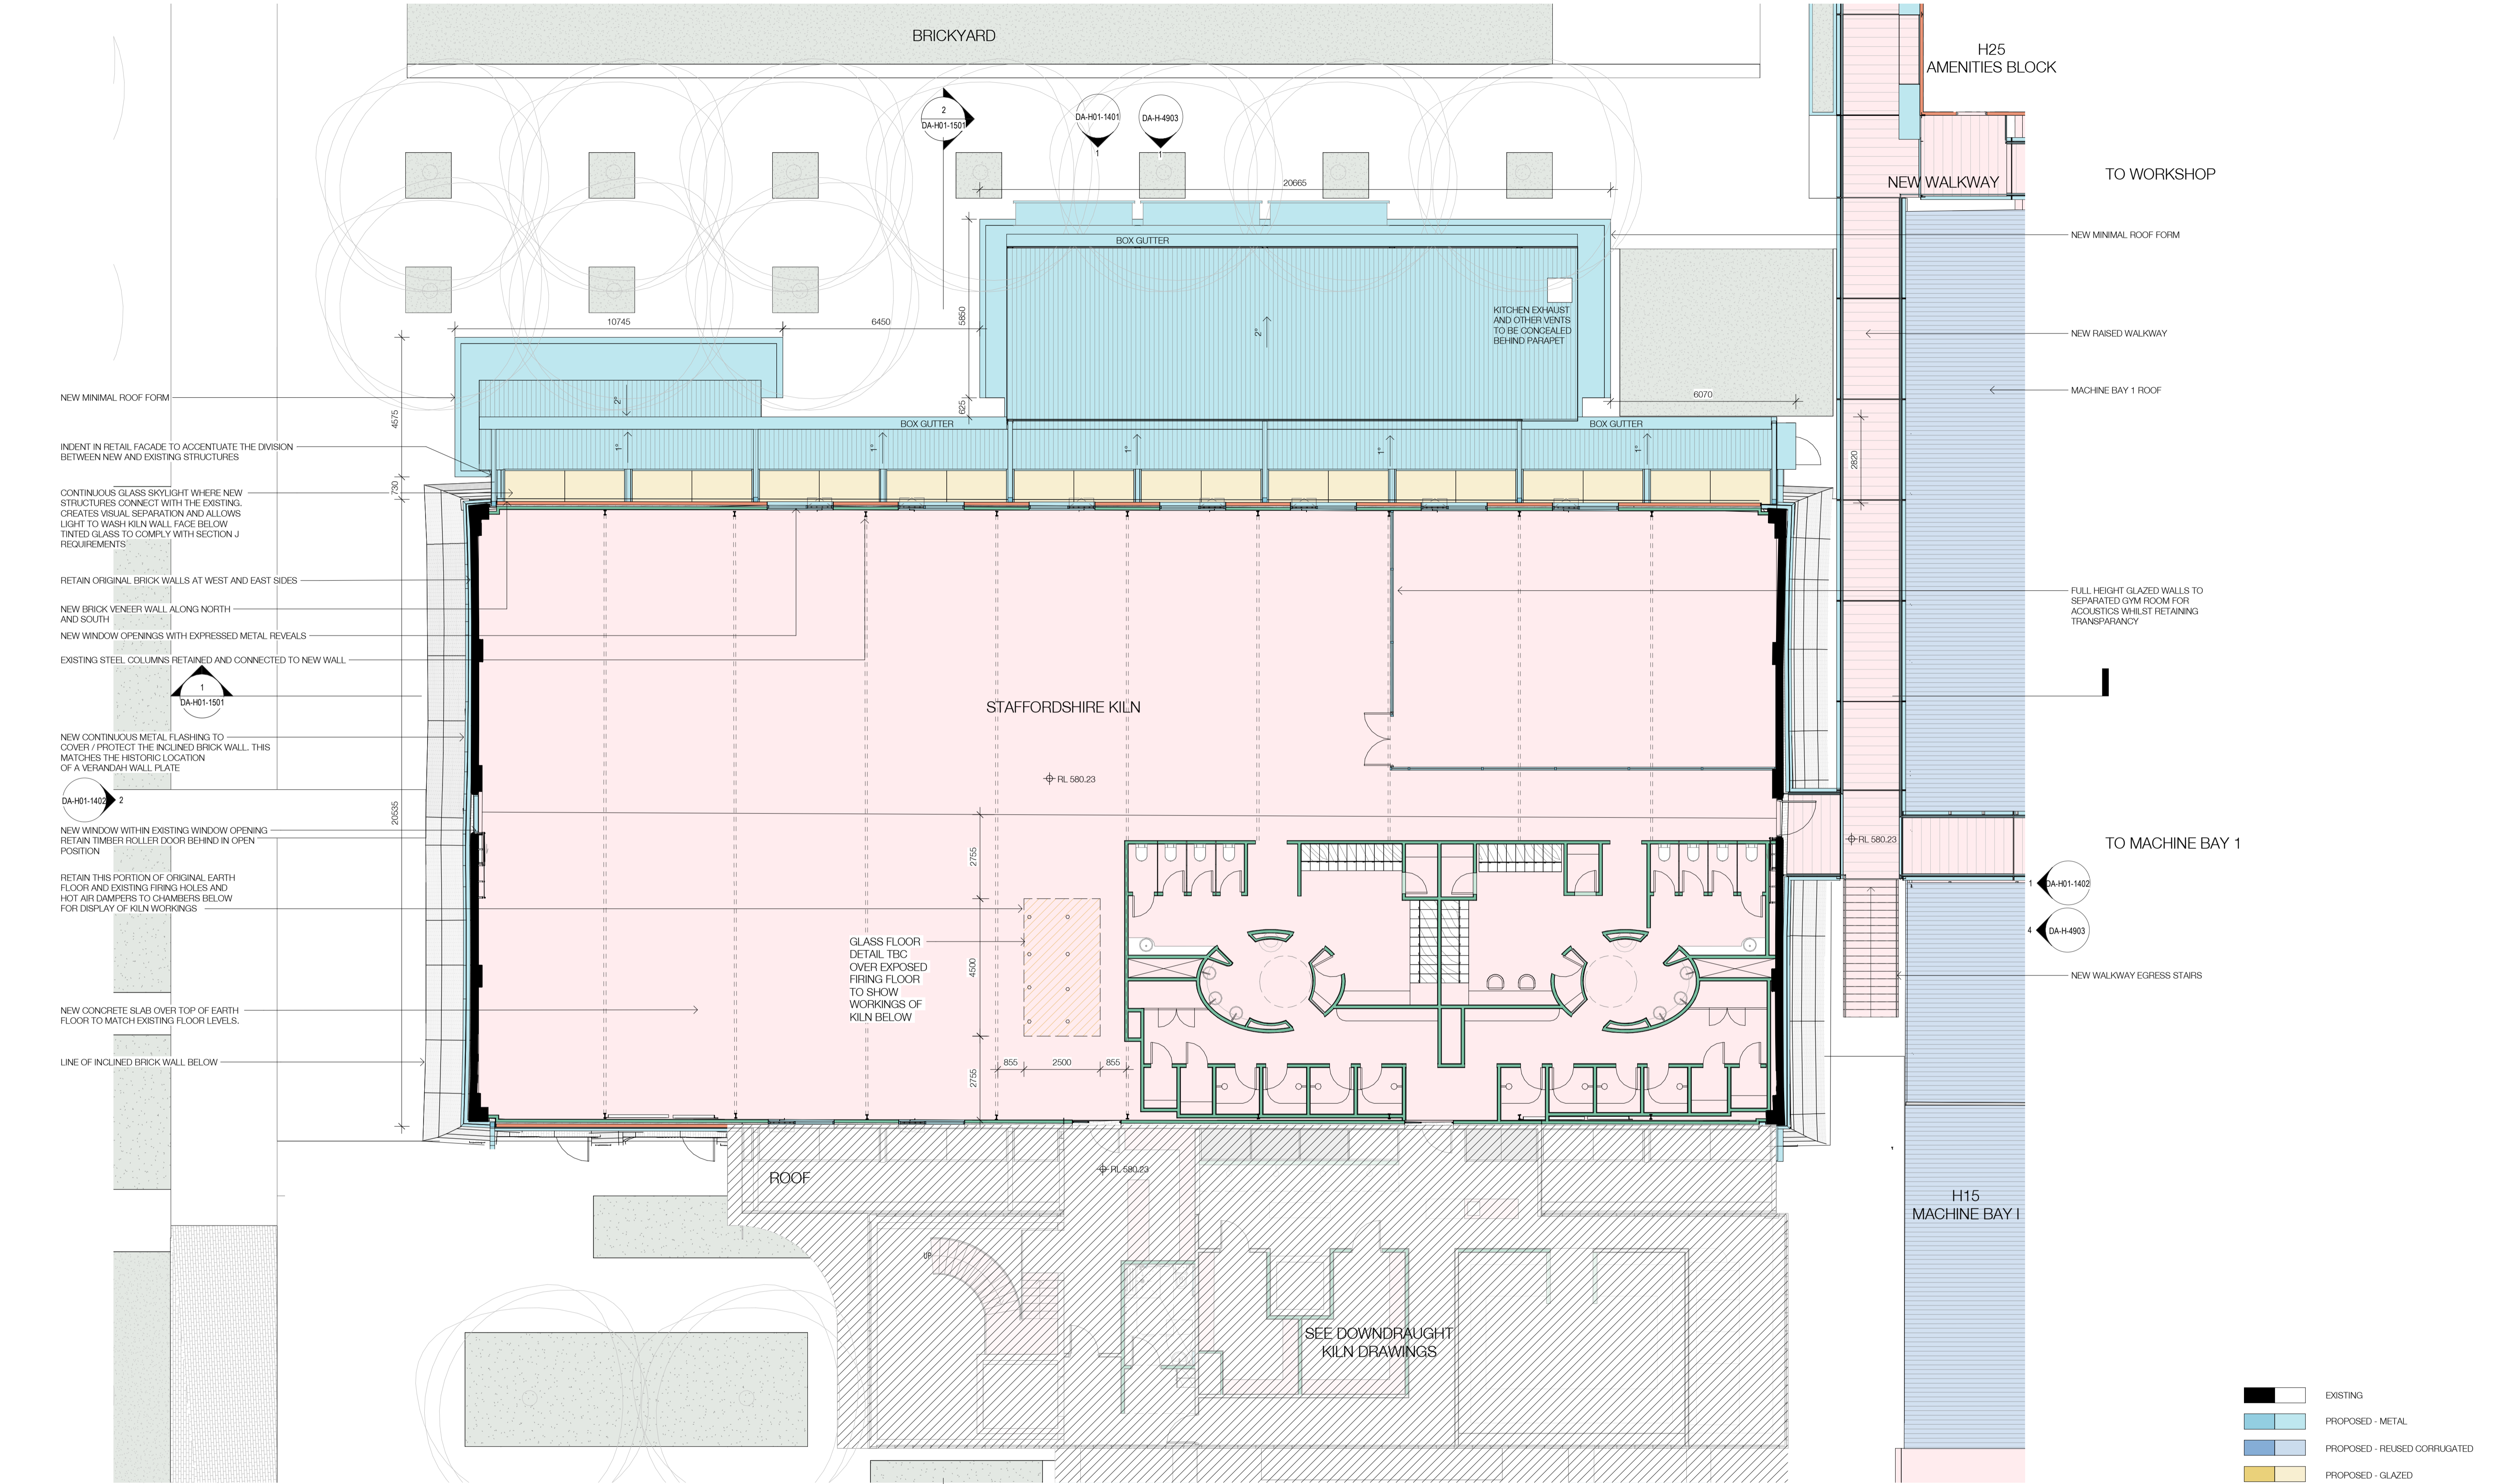 BRICKYARD
H25
AMENITIES BLOCK
2
DA-H01-1501
DA-H01-1401
1
DA-H-4903
1
NEW WALKWAY
TO WORKSHOP
20665
BOX GUTTER
NEW MINIMAL ROOF FORM
KITCHEN EXHAUST
AND OTHER VENTS
TO BE CONCEALED
BEHIND PARAPET
2°
5850
10745
6450
NEW RAISED WALKWAY
MACHINE BAY 1 ROOF
NEW MINIMAL ROOF FORM
4575
2°
625
6070
BOX GUTTER
BOX GUTTER
1°
1°
1°
1°
1°
2820
INDENT IN RETAIL FACADE TO ACCENTUATE THE DIVISION
BETWEEN NEW AND EXISTING STRUCTURES
730
CONTINUOUS GLASS SKYLIGHT WHERE NEW
STRUCTURES CONNECT WITH THE EXISTING.
CREATES VISUAL SEPARATION AND ALLOWS
LIGHT TO WASH KILN WALL FACE BELOW
TINTED GLASS TO COMPLY WITH SECTION J
REQUIREMENTS
RETAIN ORIGINAL BRICK WALLS AT WEST AND EAST SIDES
NEW BRICK VENEER WALL ALONG NORTH
AND SOUTH
NEW WINDOW OPENINGS WITH EXPRESSED METAL REVEALS
EXISTING STEEL COLUMNS RETAINED AND CONNECTED TO NEW WALL
FULL HEIGHT GLAZED WALLS TO
SEPARATED GYM ROOM FOR
ACOUSTICS WHILST RETAINING
TRANSPARANCY
1
DA-H01-1501
STAFFORDSHIRE KILN
NEW CONTINUOUS METAL FLASHING TO
COVER / PROTECT THE INCLINED BRICK WALL. THIS
MATCHES THE HISTORIC LOCATION
OF A VERANDAH WALL PLATE
RL 580.23
DA-H01-1402
2
20535
NEW WINDOW WITHIN EXISTING WINDOW OPENING
RETAIN TIMBER ROLLER DOOR BEHIND IN OPEN
POSITION
2755
RL 580.23
TO MACHINE BAY 1
RETAIN THIS PORTION OF ORIGINAL EARTH
FLOOR AND EXISTING FIRING HOLES AND
HOT AIR DAMPERS TO CHAMBERS BELOW
FOR DISPLAY OF KILN WORKINGS
1
DA-H01-1402
4
DA-H-4903
GLASS FLOOR
DETAIL TBC
OVER EXPOSED
FIRING FLOOR
TO SHOW
WORKINGS OF
KILN BELOW
4500
NEW WALKWAY EGRESS STAIRS
NEW CONCRETE SLAB OVER TOP OF EARTH
FLOOR TO MATCH EXISTING FLOOR LEVELS.
LINE OF INCLINED BRICK WALL BELOW
855
2500
855
2755
ROOF
RL 580.23
H15
MACHINE BAY I
UP
SEE DOWNDRAUGHT
KILN DRAWINGS
EXISTING
PROPOSED - METAL
PROPOSED - REUSED CORRUGATED
PROPOSED - GLAZED